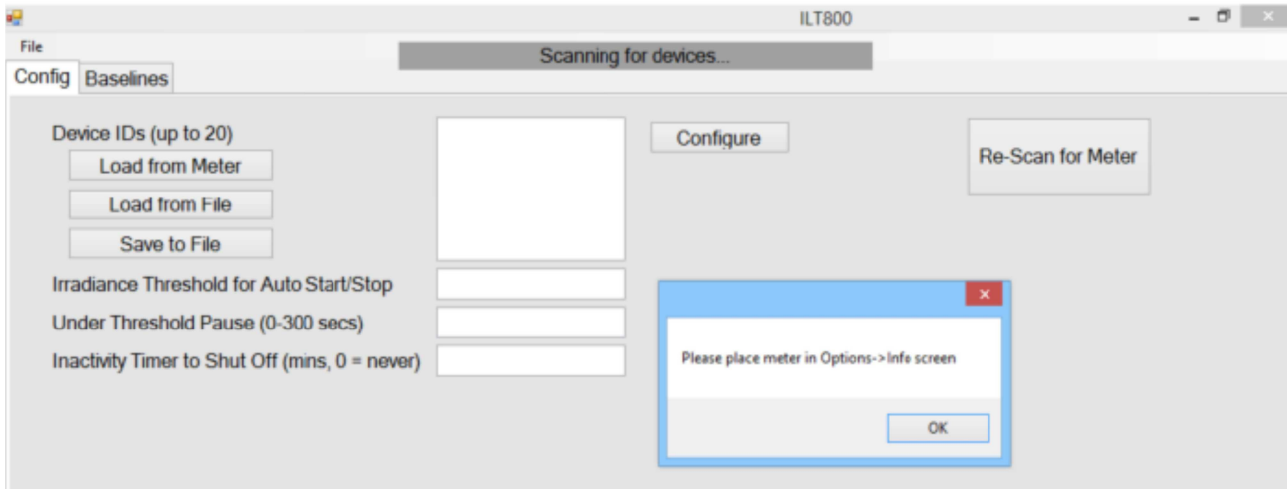 ILT800
File
Scanning for devices...
Config
Baselines
Device IDs (up to 20)
Load from Meter
Load from File
Save to File
Configure
Re-Scan for Meter
Irradiance Threshold for Auto Start/Stop
Under Threshold Pause (0-300 secs)
Inactivity Timer to Shut Off (mins, 0 = never)
Please place meter in Options->Info screen
OK